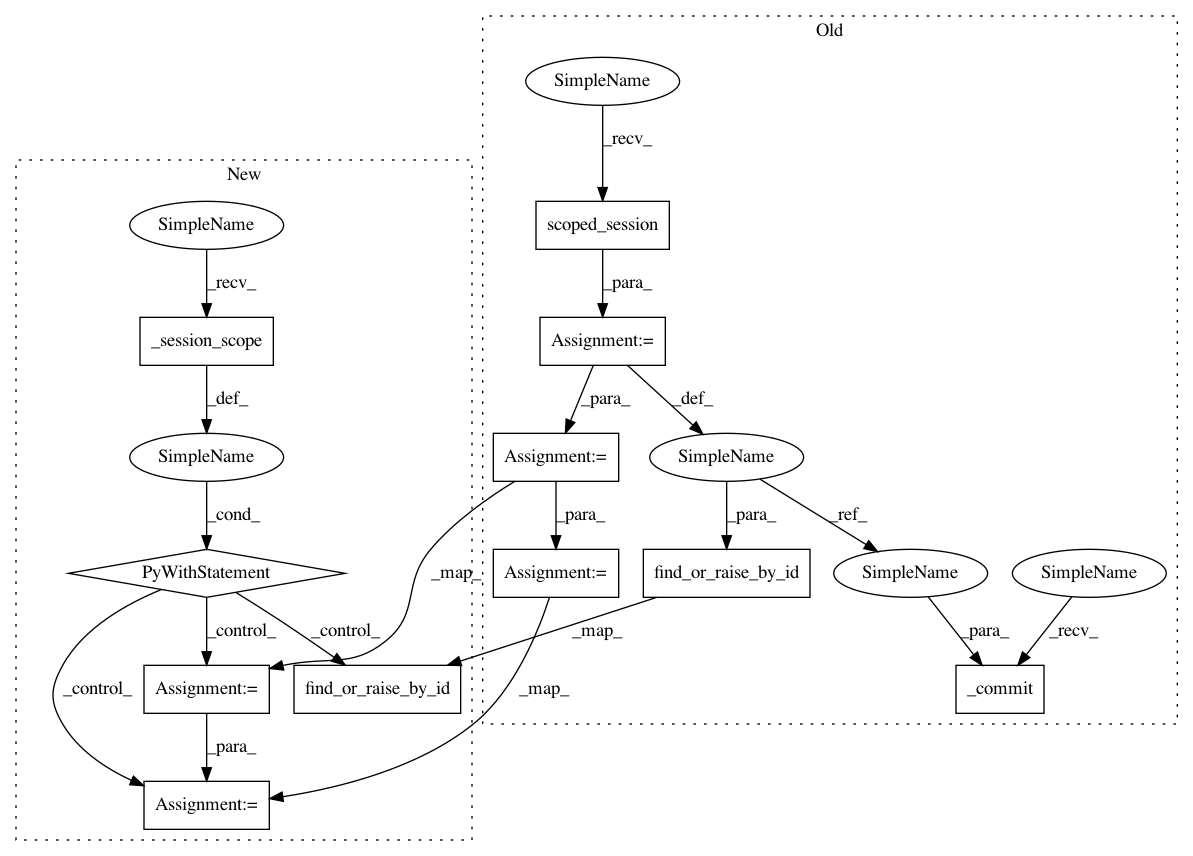 Old
SimpleName
_recv_
New
scoped_session
SimpleName
_recv_
_para_
_session_scope
Assignment:=
_def_
_para_
_def_
SimpleName
Assignment:=
SimpleName
_cond_
_para_
_para_
_ref_
PyWithStatement
Assignment:=
find_or_raise_by_id
SimpleName
SimpleName
_map_
_control_
_control_
_map_
_para_
_recv_
_control_
Assignment:=
find_or_raise_by_id
_map_
_commit
_para_
Assignment:=